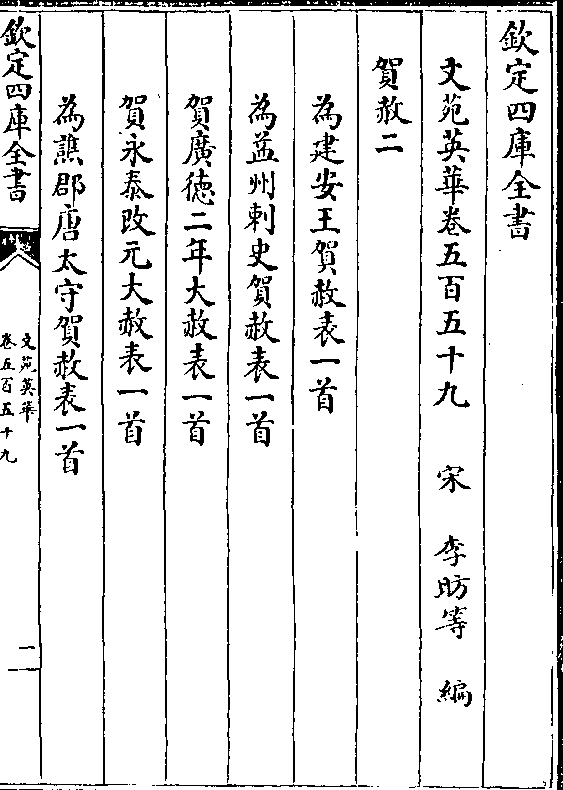 欽定四庫全書
文苑英華卷五百五十九 宋 李昉等 編
賀赦二
為建安王賀赦表一首
為益州刺史賀赦表一首
賀廣德二年大赦表一首
賀永泰改元大赦表一首
為譙郡唐太守賀赦表一首
欽定四庫全書
文苑英華
卷五百五十九
一